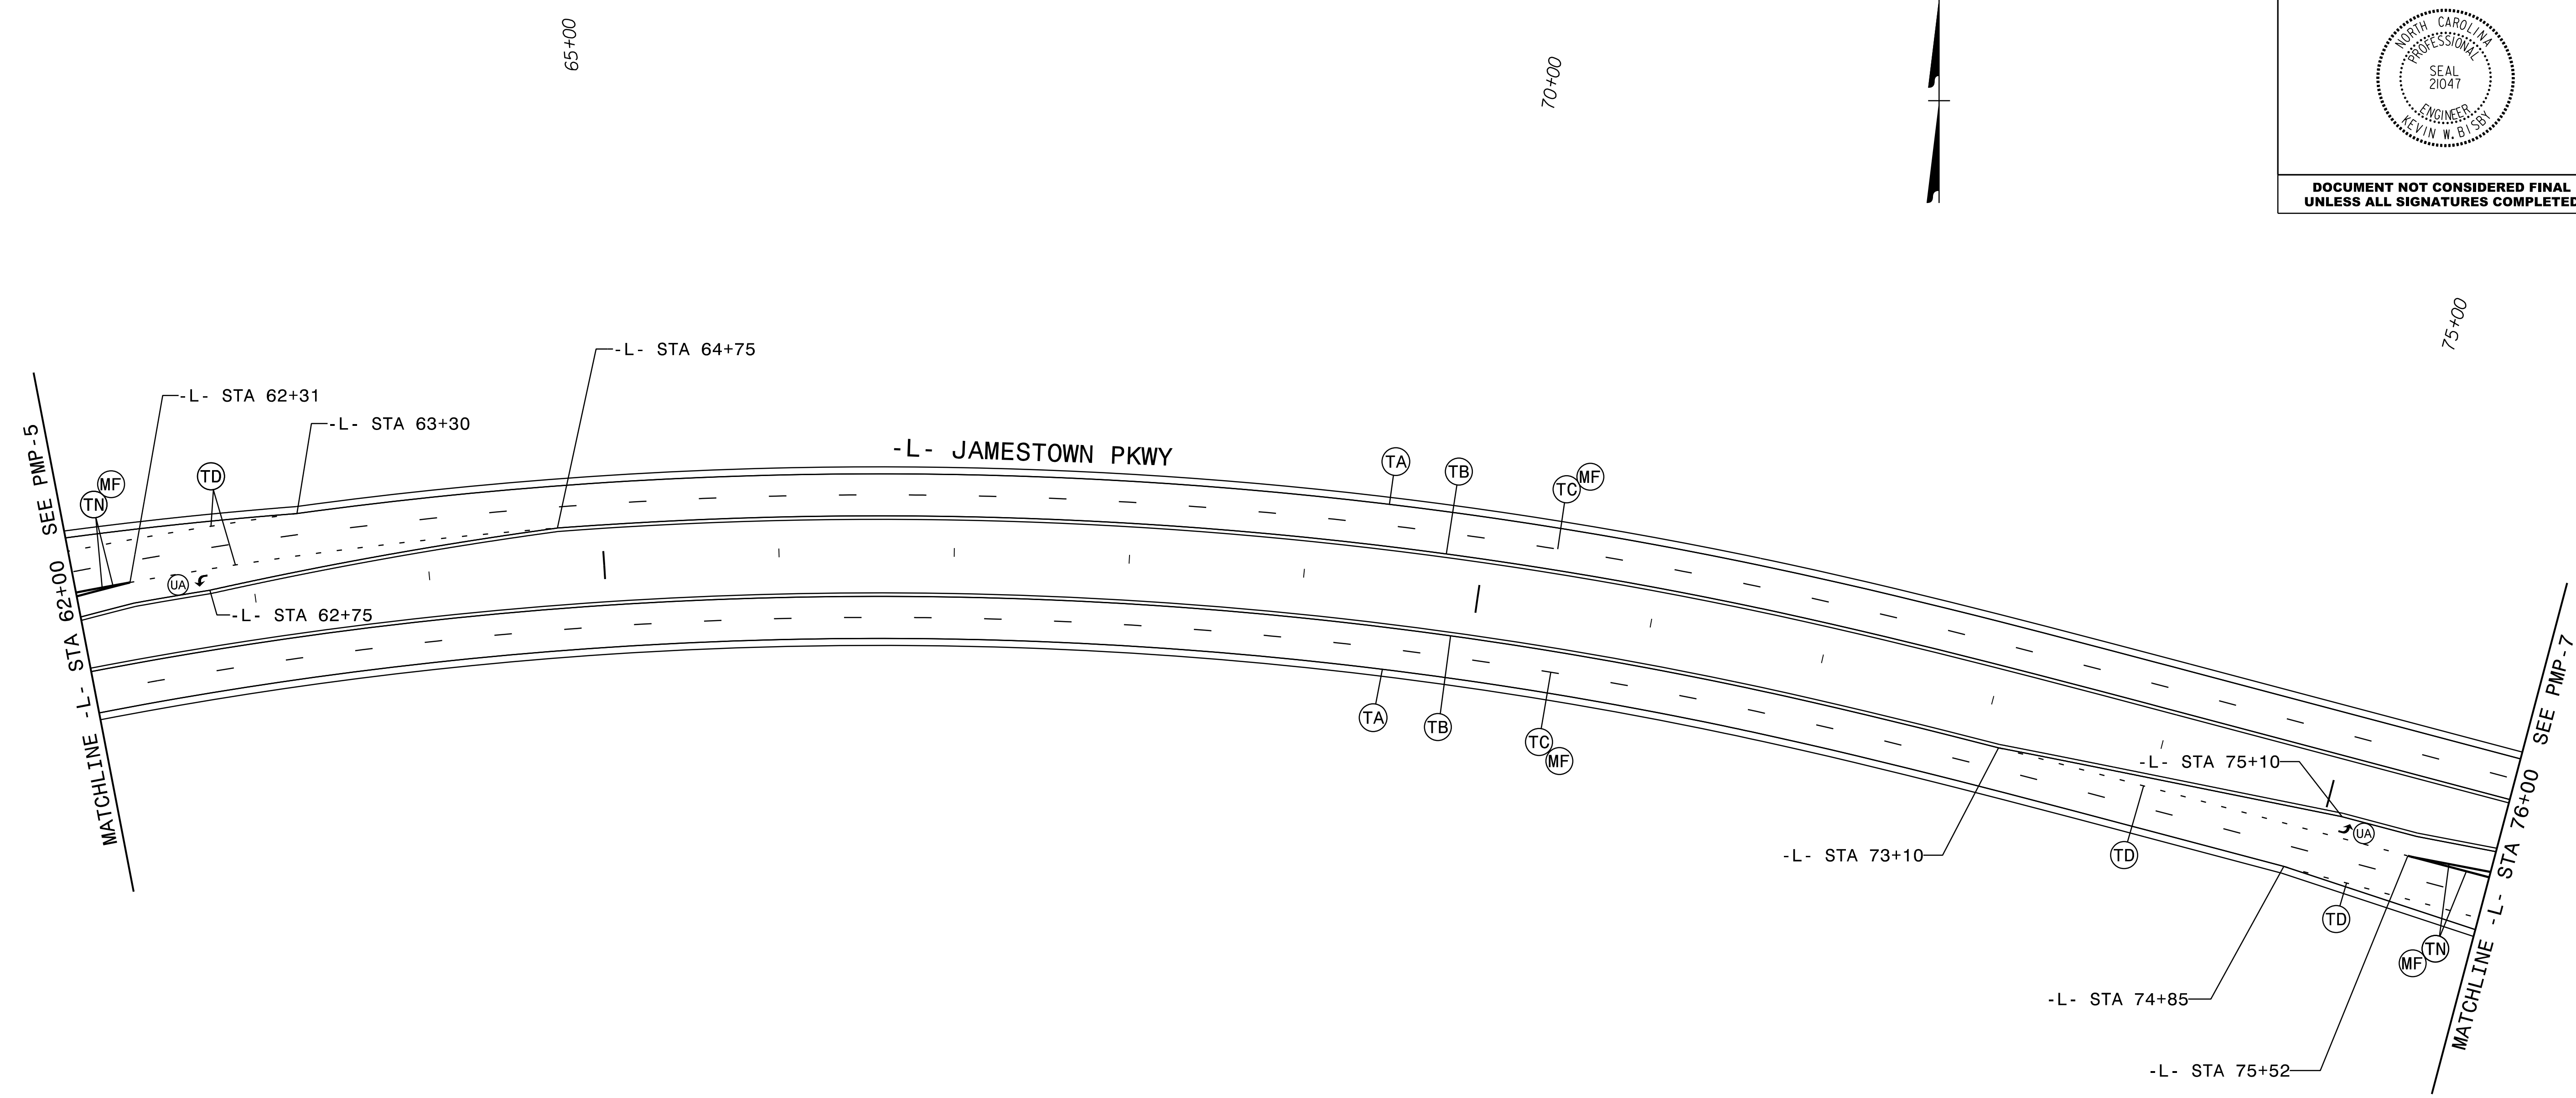 65+00
70+00
NORTH CAROLINA
PROFESSIONAL
SEAL
21047
ENGINEER
KEVIN W. BISBY
DOCUMENT NOT CONSIDERED FINAL
UNLESS ALL SIGNATURES COMPLETED
75+00
-L- STA 64+75
-L- STA 62+31
-L- STA 63+30
-L- JAMESTOWN PKWY
MATCHLINE -L- STA 62+00 SEE PMP-5
MF
TN
TD
TA
TB
TC
MF
UA
-L- STA 62+75
TA
TB
TC
MF
-L- STA 75+10
UA
-L- STA 73+10
TD
TD
MF
TN
-L- STA 74+85
-L- STA 75+52
MATCHLINE -L- STA 76+00 SEE PMP-7